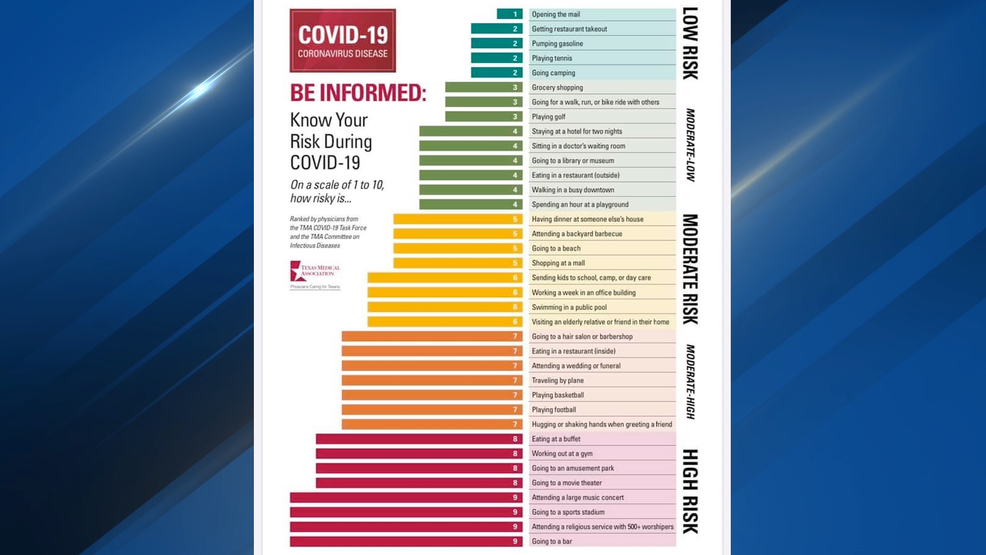 COVID-19
CORONAVIRUS DISEASE
BE INFORMED:
Know Your
Risk During
COVID-19
On a scale of 1 to 10,
how risky is...
Ranked by physicians from
the TMA COVID-19 Task Force
and the TMA Committee on
Infectious Diseases
TEXAS MEDICAL
ASSOCIATION
Physicians Caring for Texans
LOW RISK
1 Opening the mail
2 Getting restaurant takeout
2 Pumping gasoline
2 Playing tennis
2 Going camping
MODERATE-LOW
3 Grocery shopping
3 Going for a walk, run, or bike ride with others
3 Playing golf
4 Staying at a hotel for two nights
4 Sitting in a doctor's waiting room
4 Going to a library or museum
4 Eating in a restaurant (outside)
4 Walking in a busy downtown
4 Spending an hour at a playground
MODERATE RISK
5 Having dinner at someone else's house
5 Attending a backyard barbecue
5 Going to a beach
5 Shopping at a mall
6 Sending kids to school, camp, or day care
6 Working a week in an office building
6 Swimming in a public pool
6 Visiting an elderly relative or friend in their home
MODERATE-HIGH
7 Going to a hair salon or barbershop
7 Eating in a restaurant (inside)
7 Attending a wedding or funeral
7 Traveling by plane
7 Playing basketball
7 Playing football
7 Hugging or shaking hands when greeting a friend
HIGH RISK
8 Eating at a buffet
8 Working out at a gym
8 Going to an amusement park
8 Going to a movie theater
9 Attending a large music concert
9 Going to a sports stadium
9 Attending a religious service with 500+ worshipers
9 Going to a bar